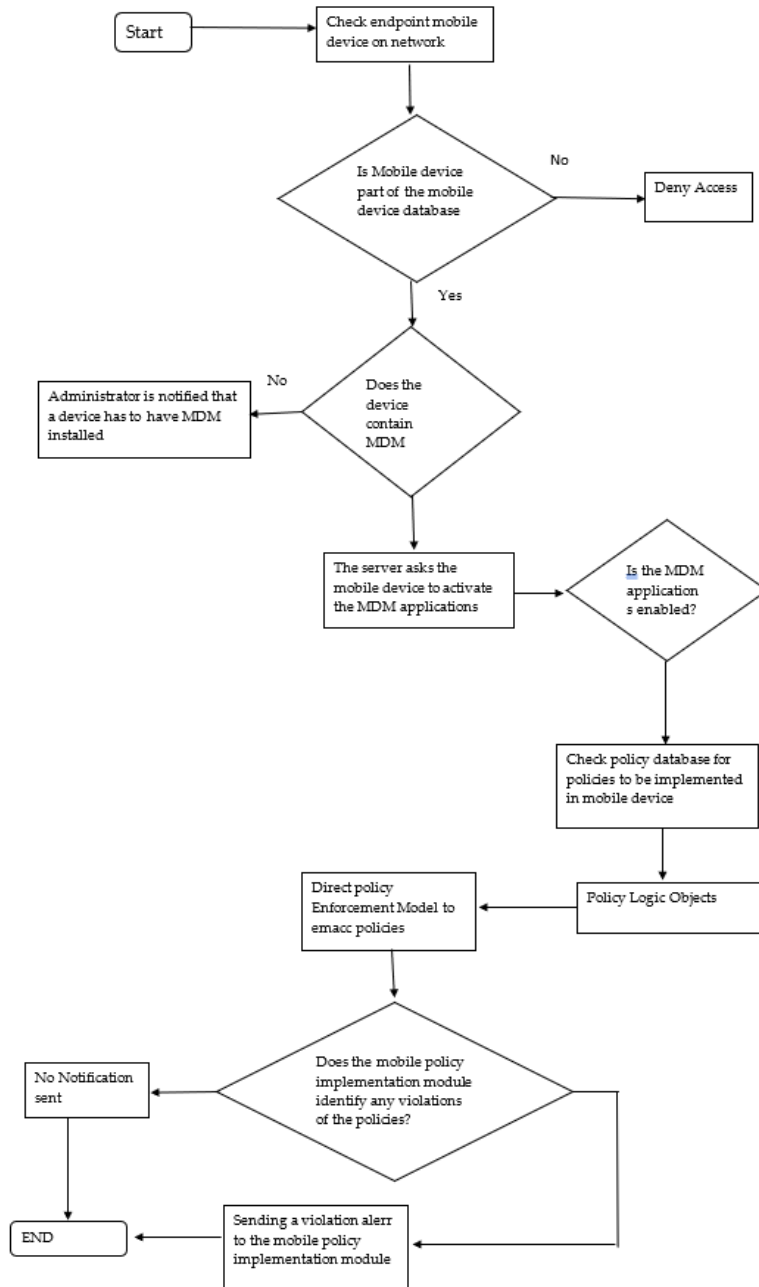 Start
Check endpoint mobile
device on network
Is Mobile device
part of the mobile
device database
No
Deny Access
Yes
No
Does the
device
contain
MDM
Administrator is notified that
a device has to have MDM
installed
The server asks the
mobile device to activate
the MDM applications
Is the MDM
application
s enabled?
Check policy database for
policies to be implemented
in mobile device
Policy Logic Objects
Direct policy
Enforcement Model to
emacc policies
Does the mobile policy
implementation module
identify any violations
of the policies?
No Notification
sent
Sending a violation alerr
to the mobile policy
implementation module
END